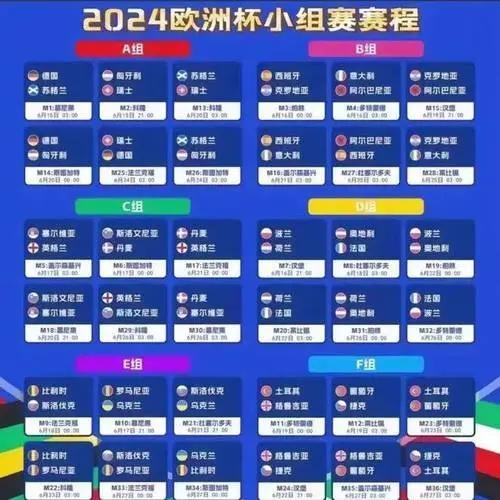 2024欧洲杯小组赛赛程
A组
德国
苏格兰
M1:慕尼黑
6月15日 03:00
匈牙利
瑞士
M2:科隆
6月15日 21:00
苏格兰
瑞士
M13:科隆
6月20日 03:00
德国
匈牙利
M14:斯图加特
6月20日 00:00
瑞士
德国
M25:法兰克福
6月24日 03:00
苏格兰
匈牙利
M26:斯图加特
6月24日 03:00
B组
西班牙
克罗地亚
M3:柏林
6月16日 00:00
意大利
阿尔巴尼亚
M4:多特蒙德
6月16日 03:00
克罗地亚
阿尔巴尼亚
M15:汉堡
6月19日 21:00
西班牙
意大利
M16:盖尔森基兴
6月21日 03:00
阿尔巴尼亚
西班牙
M27:杜塞尔多夫
6月25日 03:00
克罗地亚
意大利
M28:莱比锡
6月25日 03:00
C组
塞尔维亚
英格兰
M5:盖尔森基兴
6月17日 03:00
斯洛文尼亚
丹麦
M6:斯图加特
6月17日 00:00
丹麦
英格兰
M17:法兰克福
6月21日 00:00
斯洛文尼亚
塞尔维亚
M18:慕尼黑
6月20日 21:00
英格兰
斯洛文尼亚
M29:科隆
6月26日 03:00
丹麦
塞尔维亚
M30:慕尼黑
6月26日 03:00
D组
波兰
荷兰
M7:汉堡
6月16日 21:00
奥地利
法国
M8:杜塞尔多夫
6月18日 03:00
波兰
奥地利
M19:柏林
6月22日 00:00
荷兰
法国
M20:莱比锡
6月22日 03:00
荷兰
奥地利
M31:柏林
6月26日 00:00
法国
波兰
M32:多特蒙德
6月26日 00:00
E组
比利时
斯洛伐克
M9:法兰克福
6月18日 00:00
罗马尼亚
乌克兰
M10:慕尼黑
6月17日 21:00
斯洛伐克
乌克兰
M21:杜塞尔多夫
6月21日 21:00
比利时
罗马尼亚
M22:科隆
6月23日 03:00
斯洛伐克
罗马尼亚
M33:法兰克福
6月27日 00:00
乌克兰
比利时
M34:斯图加特
6月27日 00:00
F组
土耳其
格鲁吉亚
M11:多特蒙德
6月19日 00:00
葡萄牙
捷克
M12:莱比锡
6月19日 03:00
土耳其
葡萄牙
M23:多特蒙德
6月23日 00:00
格鲁吉亚
捷克
M24:汉堡
6月22日 21:00
格鲁吉亚
葡萄牙
6月27日 03:00
捷克
土耳其
M36:汉堡
6月27日 03:00